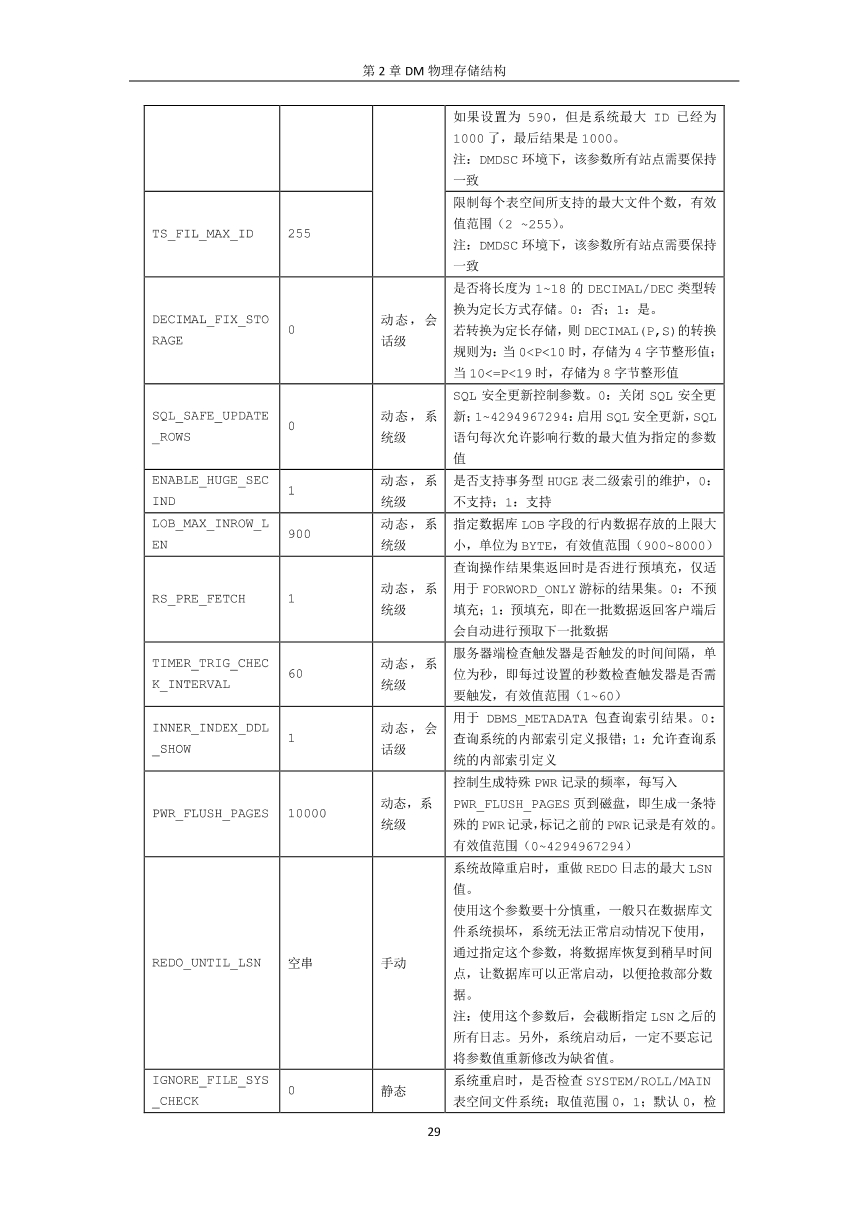 第 2 章 DM 物理存储结构
如果设置为 590，但是系统最大 ID 已经为
1000 了，最后结果是 1000。
注：DMDSC 环境下，该参数所有站点需要保持
一致
TS_FIL_MAX_ID
255
限制每个表空间所支持的最大文件个数，有效
值范围（2 ~255）。
注：DMDSC 环境下，该参数所有站点需要保持
一致
DECIMAL_FIX_STO
RAGE
0
动态，会
话级
是否将长度为 1~18 的 DECIMAL/DEC 类型转
换为定长方式存储。0：否；1：是。
若转换为定长存储，则 DECIMAL(P,S)的转换
规则为：当 0<P<10 时，存储为 4 字节整形值；
当 10<=P<19 时，存储为 8 字节整形值
SQL_SAFE_UPDATE
_ROWS
0
动态，系
统级
SQL 安全更新控制参数。0：关闭 SQL 安全更
新；1~4294967294：启用 SQL 安全更新，SQL
语句每次允许影响行数的最大值为指定的参数
值
ENABLE_HUGE_SEC
IND
1
动态，系
统级
是否支持事务型 HUGE 表二级索引的维护，0：
不支持；1：支持
LOB_MAX_INROW_L
EN
900
动态，系
统级
指定数据库 LOB 字段的行内数据存放的上限大
小，单位为 BYTE，有效值范围（900~8000）
RS_PRE_FETCH
1
动态，系
统级
查询操作结果集返回时是否进行预填充，仅适
用于 FORWORD_ONLY 游标的结果集。0：不预
填充；1：预填充，即在一批数据返回客户端后
会自动进行预取下一批数据
TIMER_TRIG_CHEC
K_INTERVAL
60
动态，系
统级
服务器端检查触发器是否触发的时间间隔，单
位为秒，即每过设置的秒数检查触发器是否需
要触发，有效值范围（1~60）
INNER_INDEX_DDL
_SHOW
1
动态，会
话级
用于 DBMS_METADATA 包查询索引结果。0：
查询系统的内部索引定义报错；1：允许查询系
统的内部索引定义
PWR_FLUSH_PAGES
10000
动态，系
统级
控制生成特殊 PWR 记录的频率，每写入
PWR_FLUSH_PAGES 页到磁盘，即生成一条特
殊的 PWR 记录，标记之前的 PWR 记录是有效的。
有效值范围（0~4294967294）
REDO_UNTIL_LSN
空串
手动
系统故障重启时，重做 REDO 日志的最大 LSN
值。
使用这个参数要十分慎重，一般只在数据库文
件系统损坏，系统无法正常启动情况下使用，
通过指定这个参数，将数据库恢复到稍早时间
点，让数据库可以正常启动，以便抢救部分数
据。
注：使用这个参数后，会截断指定 LSN 之后的
所有日志。另外，系统启动后，一定不要忘记
将参数值重新修改为缺省值。
IGNORE_FILE_SYS
_CHECK
0
静态
系统重启时，是否检查 SYSTEM/ROLL/MAIN
表空间文件系统；取值范围 0，1；默认 0，检
29